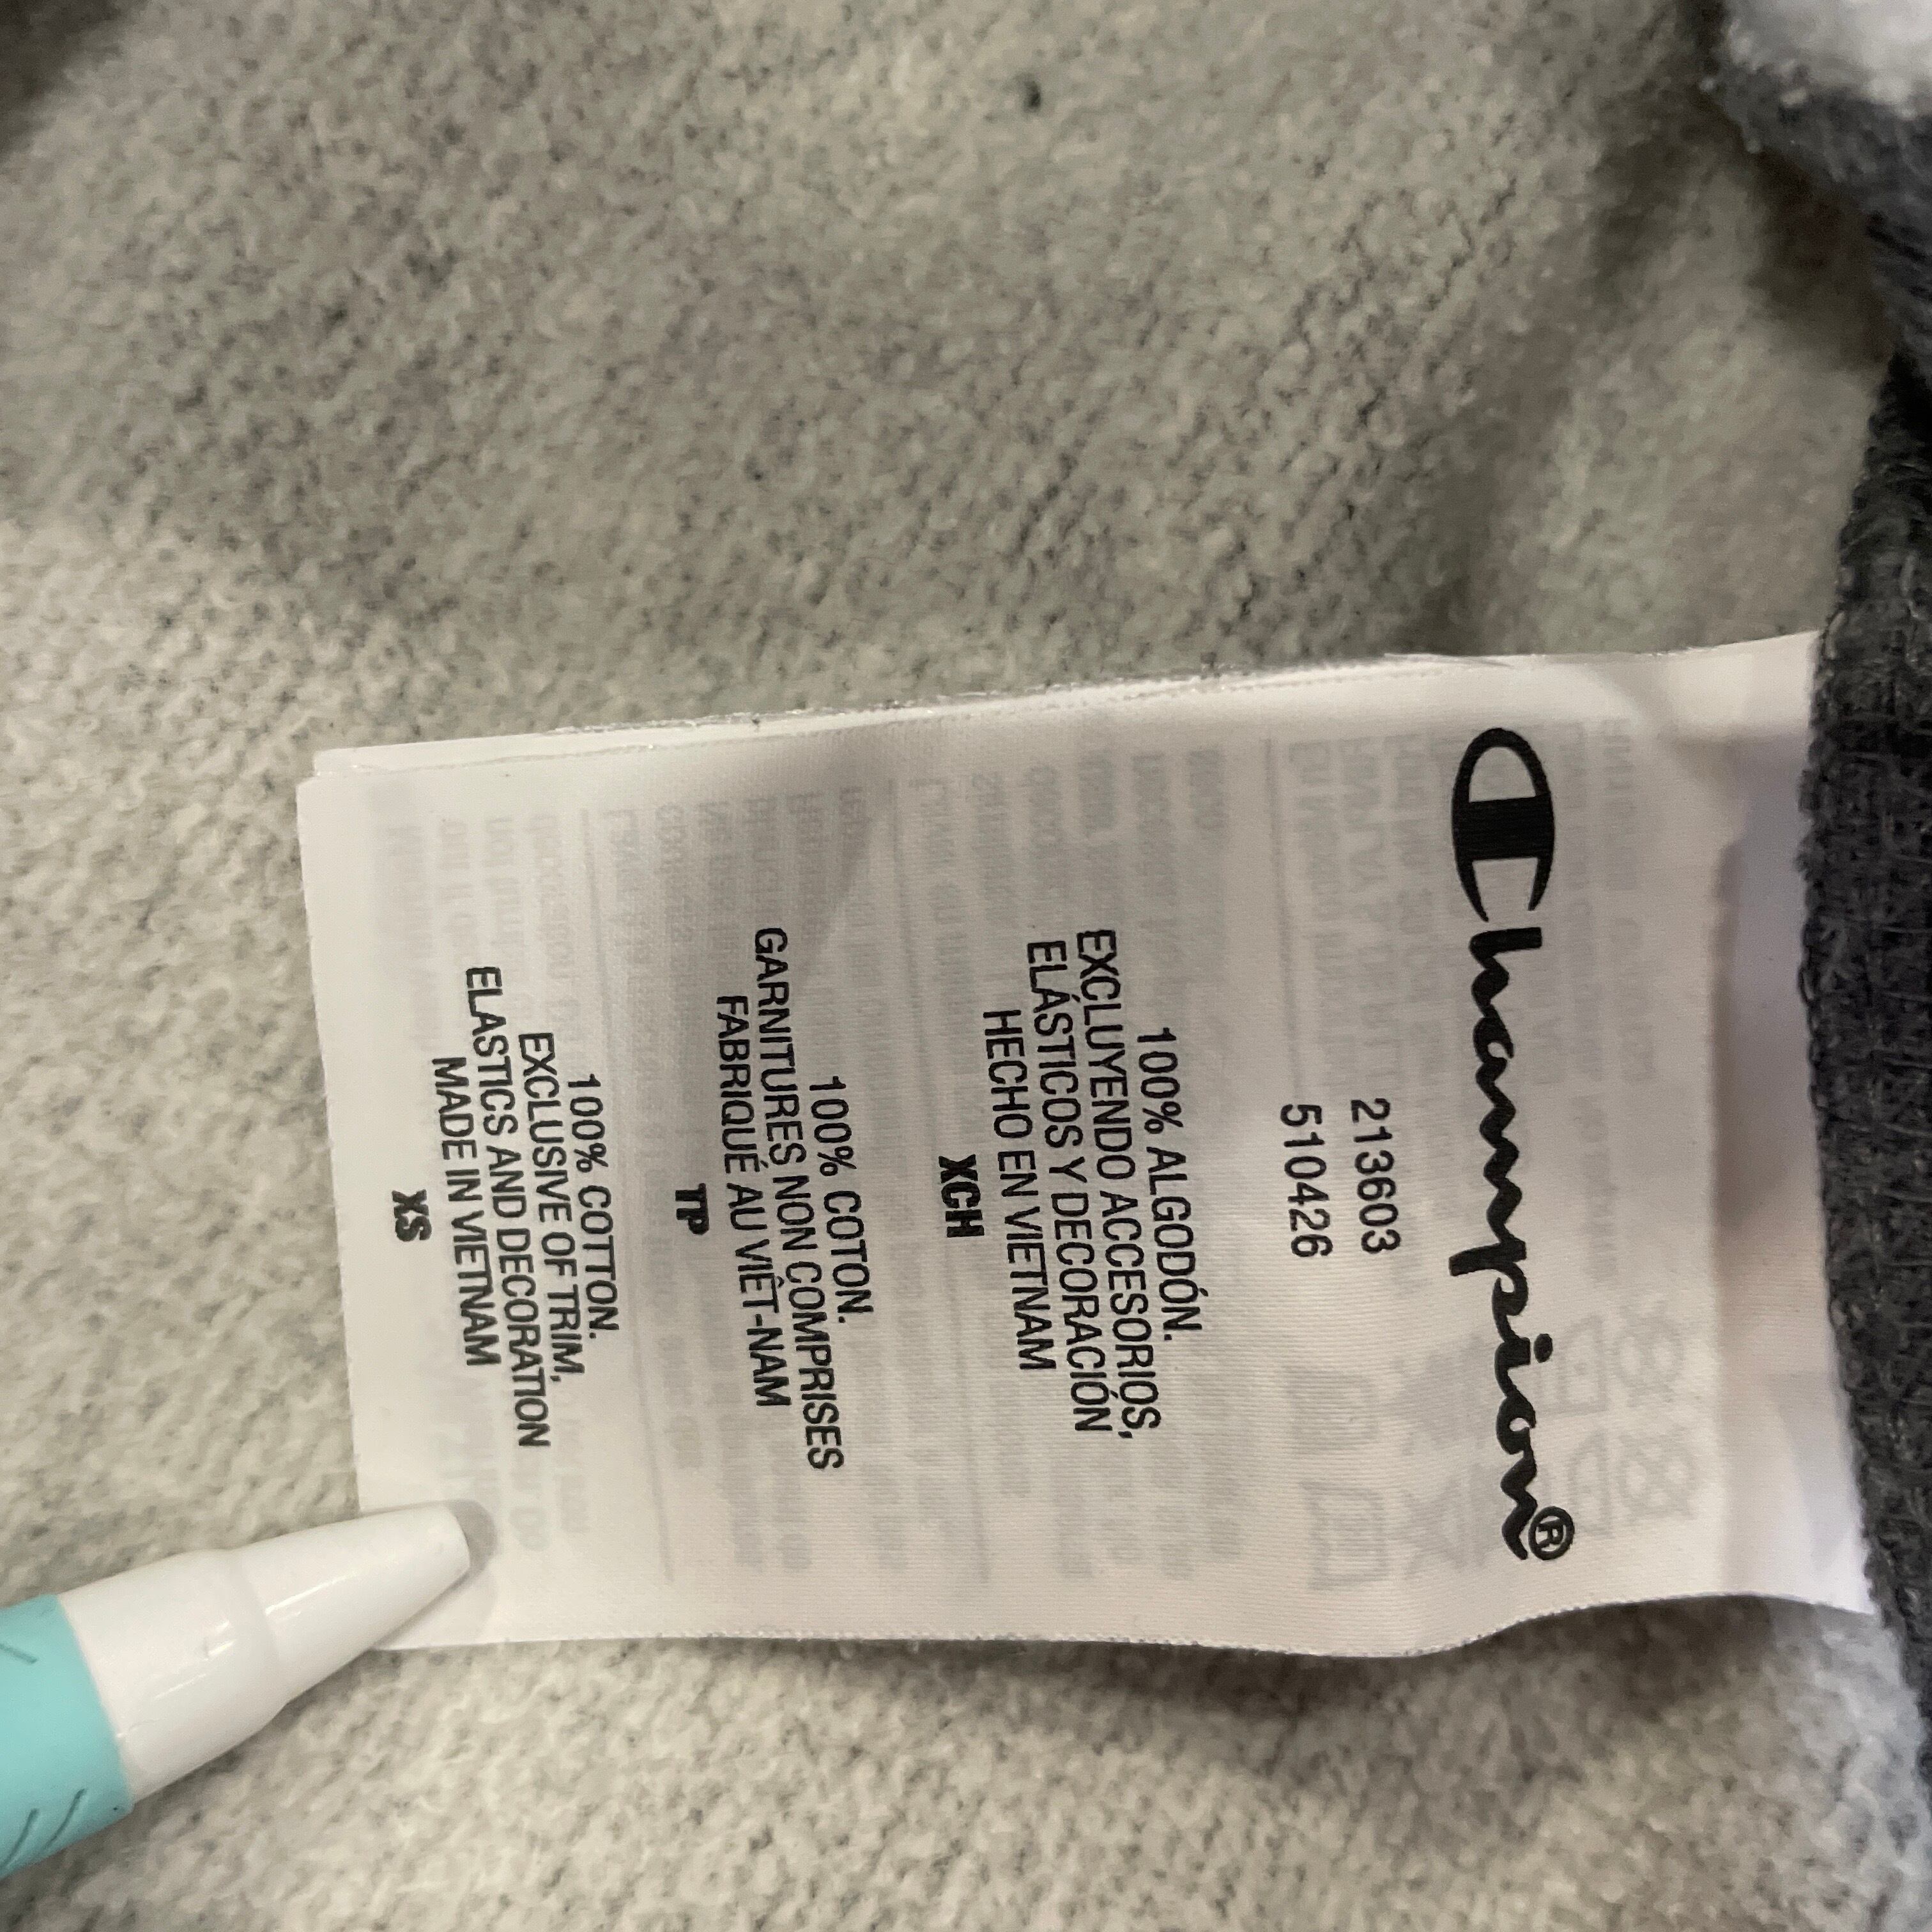 Champion®
213603
510426
100% ALGODÓN.
EXCLUYENDO ACCESORIOS,
ELÁSTICOS Y DECORACIÓN
HECHO EN VIETNAM
XCH
100% COTON.
GARNITURES NON COMPRISES
FABRIQUÉ AU VIÊT-NAM
TP
100% COTTON.
EXCLUSIVE OF TRIM,
ELASTICS AND DECORATION
MADE IN VIETNAM
XS